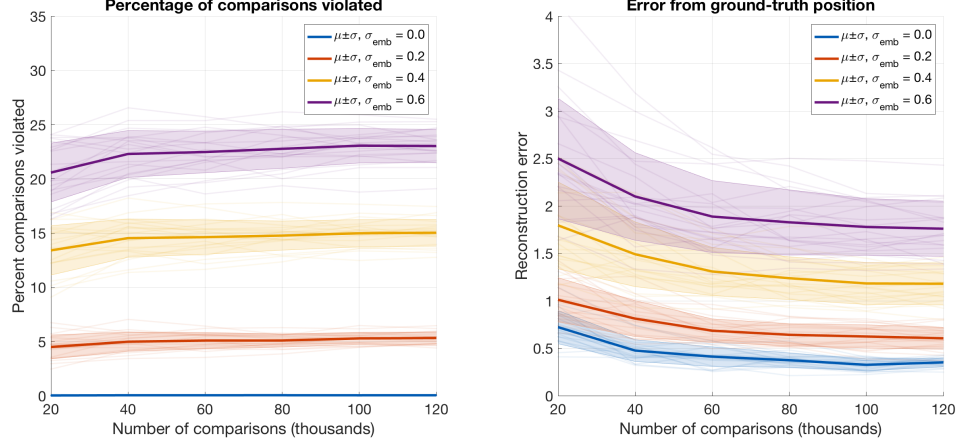 Percentage of comparisons violated
35
30
25
20
15
10
5
0
Percent comparisons violated
μ±σ, σemb = 0.0
μ±σ, σemb = 0.2
μ±σ, σemb = 0.4
μ±σ, σemb = 0.6
20 40 60 80 100 120
Number of comparisons (thousands)
Error from ground-truth position
4
3.5
3
2.5
2
1.5
1
0.5
0
Reconstruction error
μ±σ, σemb = 0.0
μ±σ, σemb = 0.2
μ±σ, σemb = 0.4
μ±σ, σemb = 0.6
20 40 60 80 100 120
Number of comparisons (thousands)